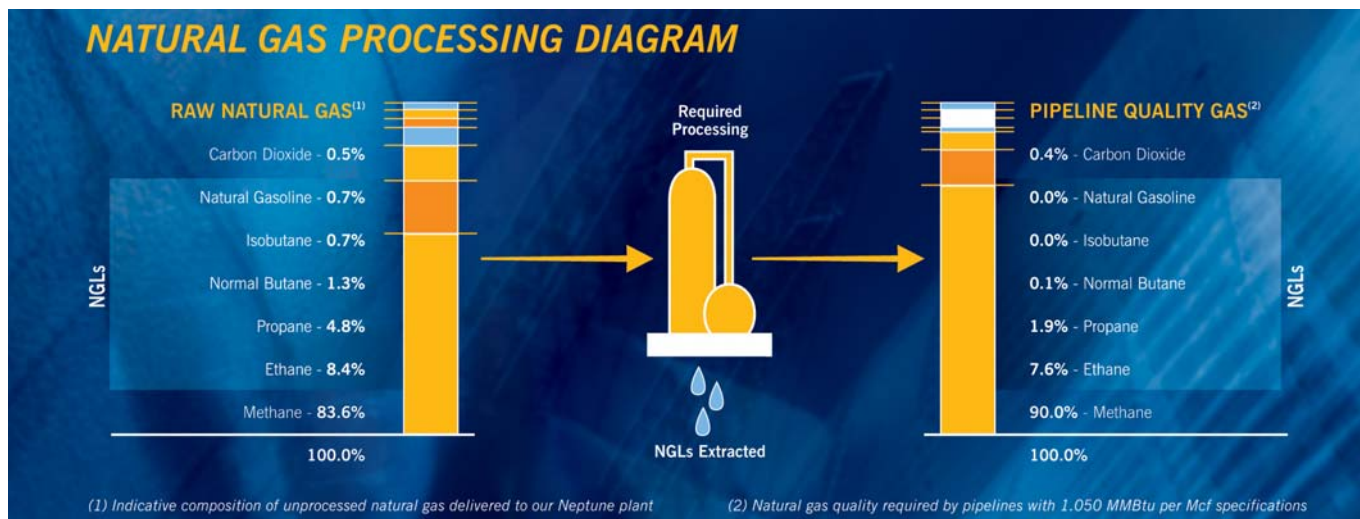 NATURAL GAS PROCESSING DIAGRAM
RAW NATURAL GAS(1)
Carbon Dioxide - 0.5%
Natural Gasoline - 0.7%
Isobutane - 0.7%
Normal Butane - 1.3%
Propane - 4.8%
Ethane - 8.4%
Methane - 83.6%
100.0%
NGLs
Required
Processing
NGLs Extracted
PIPELINE QUALITY GAS(2)
0.4% - Carbon Dioxide
0.0% - Natural Gasoline
0.0% - Isobutane
0.1% - Normal Butane
1.9% - Propane
7.6% - Ethane
90.0% - Methane
100.0%
NGLs
(1) Indicative composition of unprocessed natural gas delivered to our Neptune plant
(2) Natural gas quality required by pipelines with 1.050 MMBtu per Mcf specifications